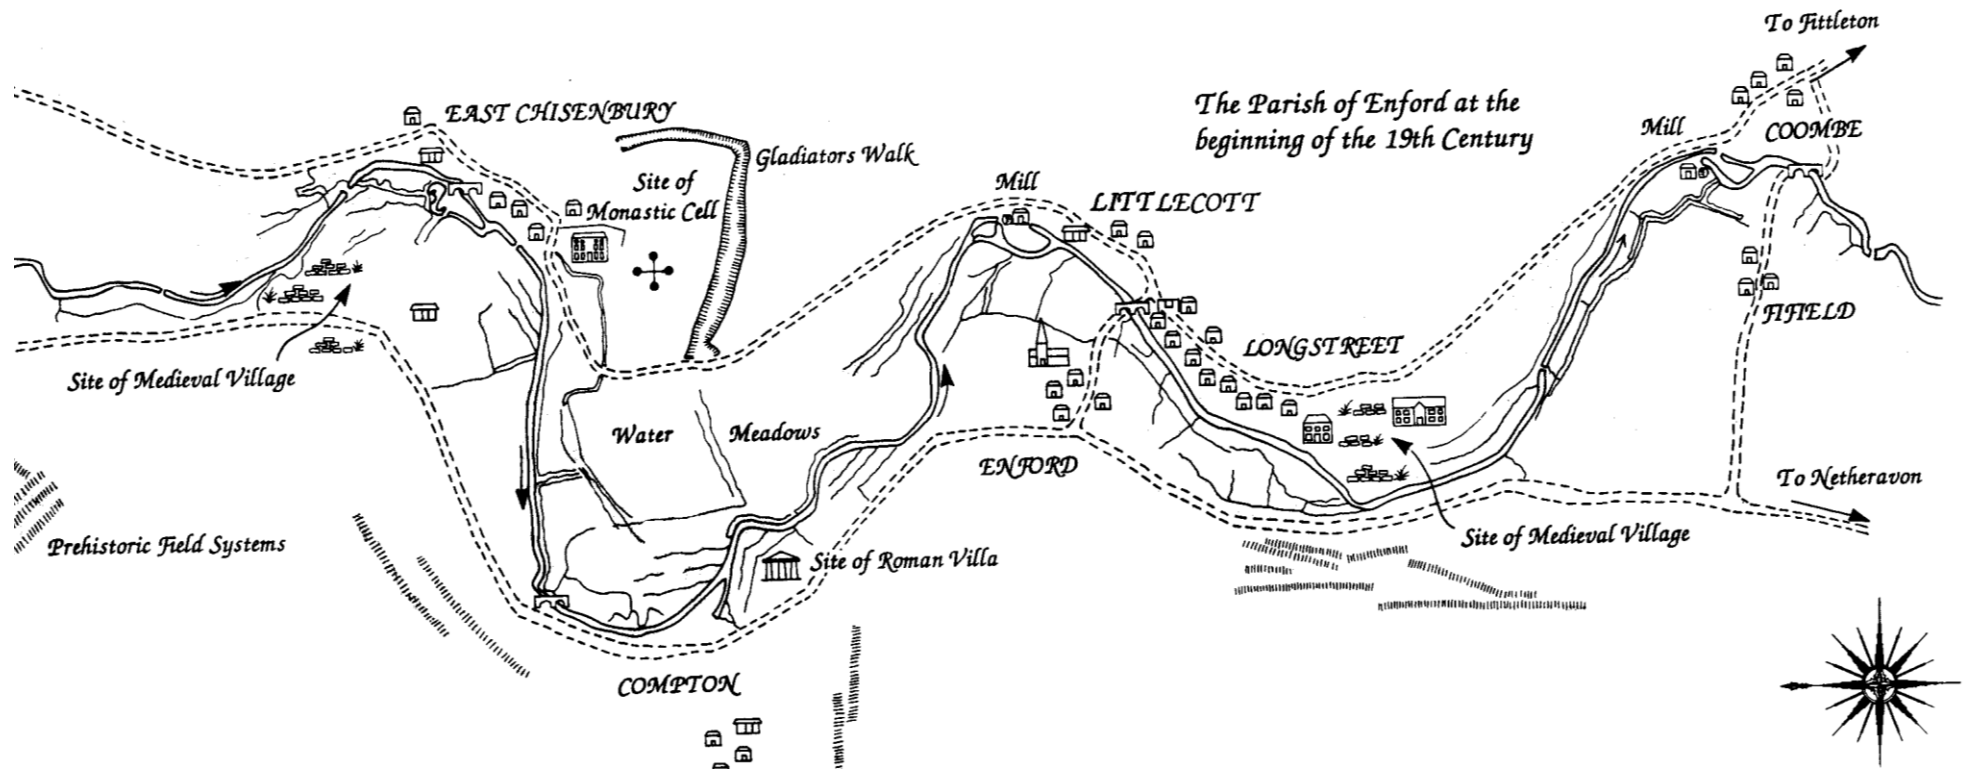 To Fittleton
EAST CHISENBURY
The Parish of Enford at the
beginning of the 19th Century
Mill
COOMBE
Gladiators Walk
Site of
Monastic Cell
Mill
LITTLECOTT
FIFIELD
LONGSTREET
Site of Medieval Village
Water Meadows
ENFORD
To Netheravon
Prehistoric Field Systems
Site of Roman Villa
Site of Medieval Village
COMPTON